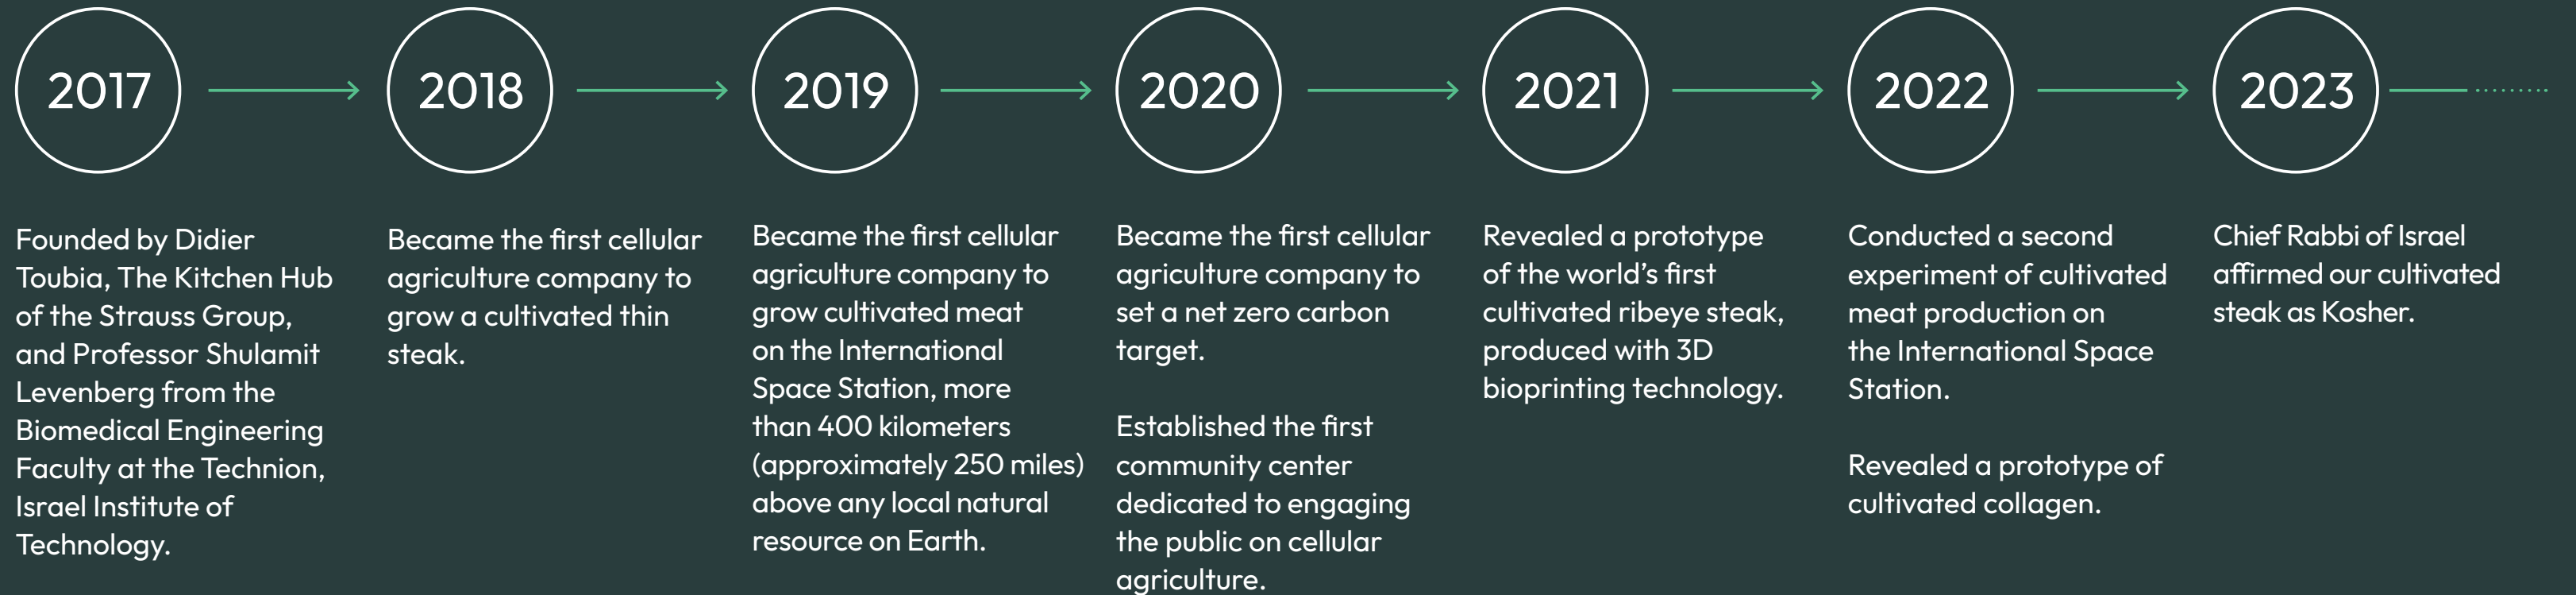 2017
Founded by Didier
Toubia, The Kitchen Hub
of the Strauss Group,
and Professor Shulamit
Levenberg from the
Biomedical Engineering
Faculty at the Technion,
Israel Institute of
Technology.
2018
Became the first cellular
agriculture company to
grow a cultivated thin
steak.
2019
Became the first cellular
agriculture company to
grow cultivated meat
on the International
Space Station, more
than 400 kilometers
(approximately 250 miles)
above any local natural
resource on Earth.
2020
Became the first cellular
agriculture company to
set a net zero carbon
target.
Established the first
community center
dedicated to engaging
the public on cellular
agriculture.
2021
Revealed a prototype
of the world’s first
cultivated ribeye steak,
produced with 3D
bioprinting technology.
2022
Conducted a second
experiment of cultivated
meat production on
the International Space
Station.
Revealed a prototype of
cultivated collagen.
2023
Chief Rabbi of Israel
affirmed our cultivated
steak as Kosher.